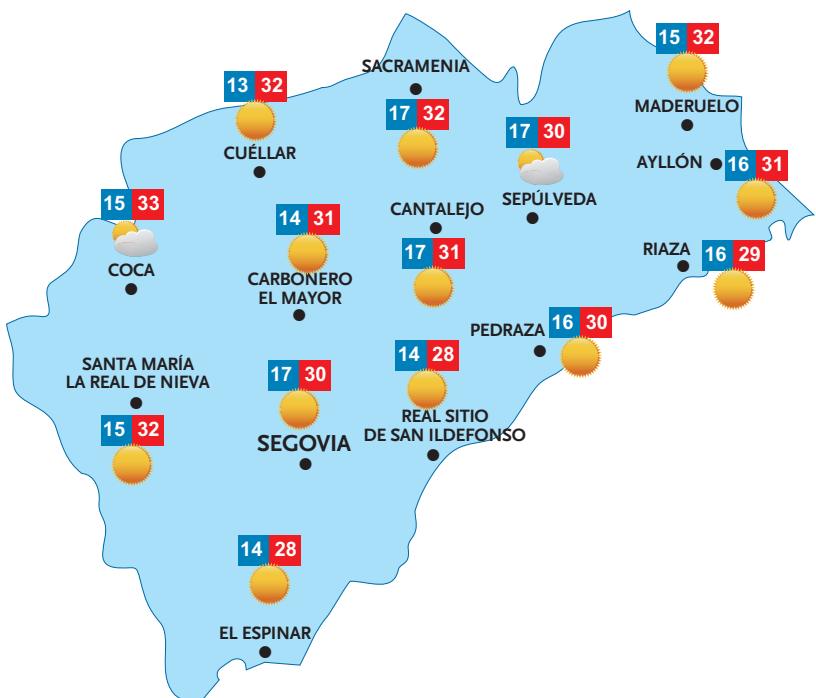 15 32
MADERUELO
SACRAMENIA
17 32
13 32
CUÉLLAR
17 30
SEPÚLVEDA
AYLLÓN
16 31
15 33
COCA
CANTALEJO
17 31
14 31
CARBONERO
EL MAYOR
RIAZA
16 29
PEDRAZA
16 30
14 28
REAL SITIO
DE SAN ILDEFONSO
SANTA MARÍA
LA REAL DE NIEVA
15 32
17 30
SEGOVIA
14 28
EL ESPINAR